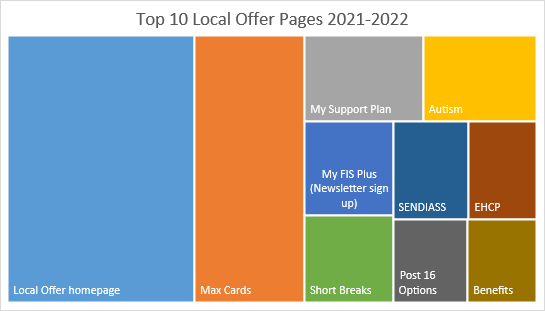 Top 10 Local Offer Pages 2021-2022
Local Offer homepage
Max Cards
My Support Plan
Autism
My FIS Plus
(Newsletter sign
up)
SENDIASS
EHCP
Short Breaks
Post 16
Options
Benefits